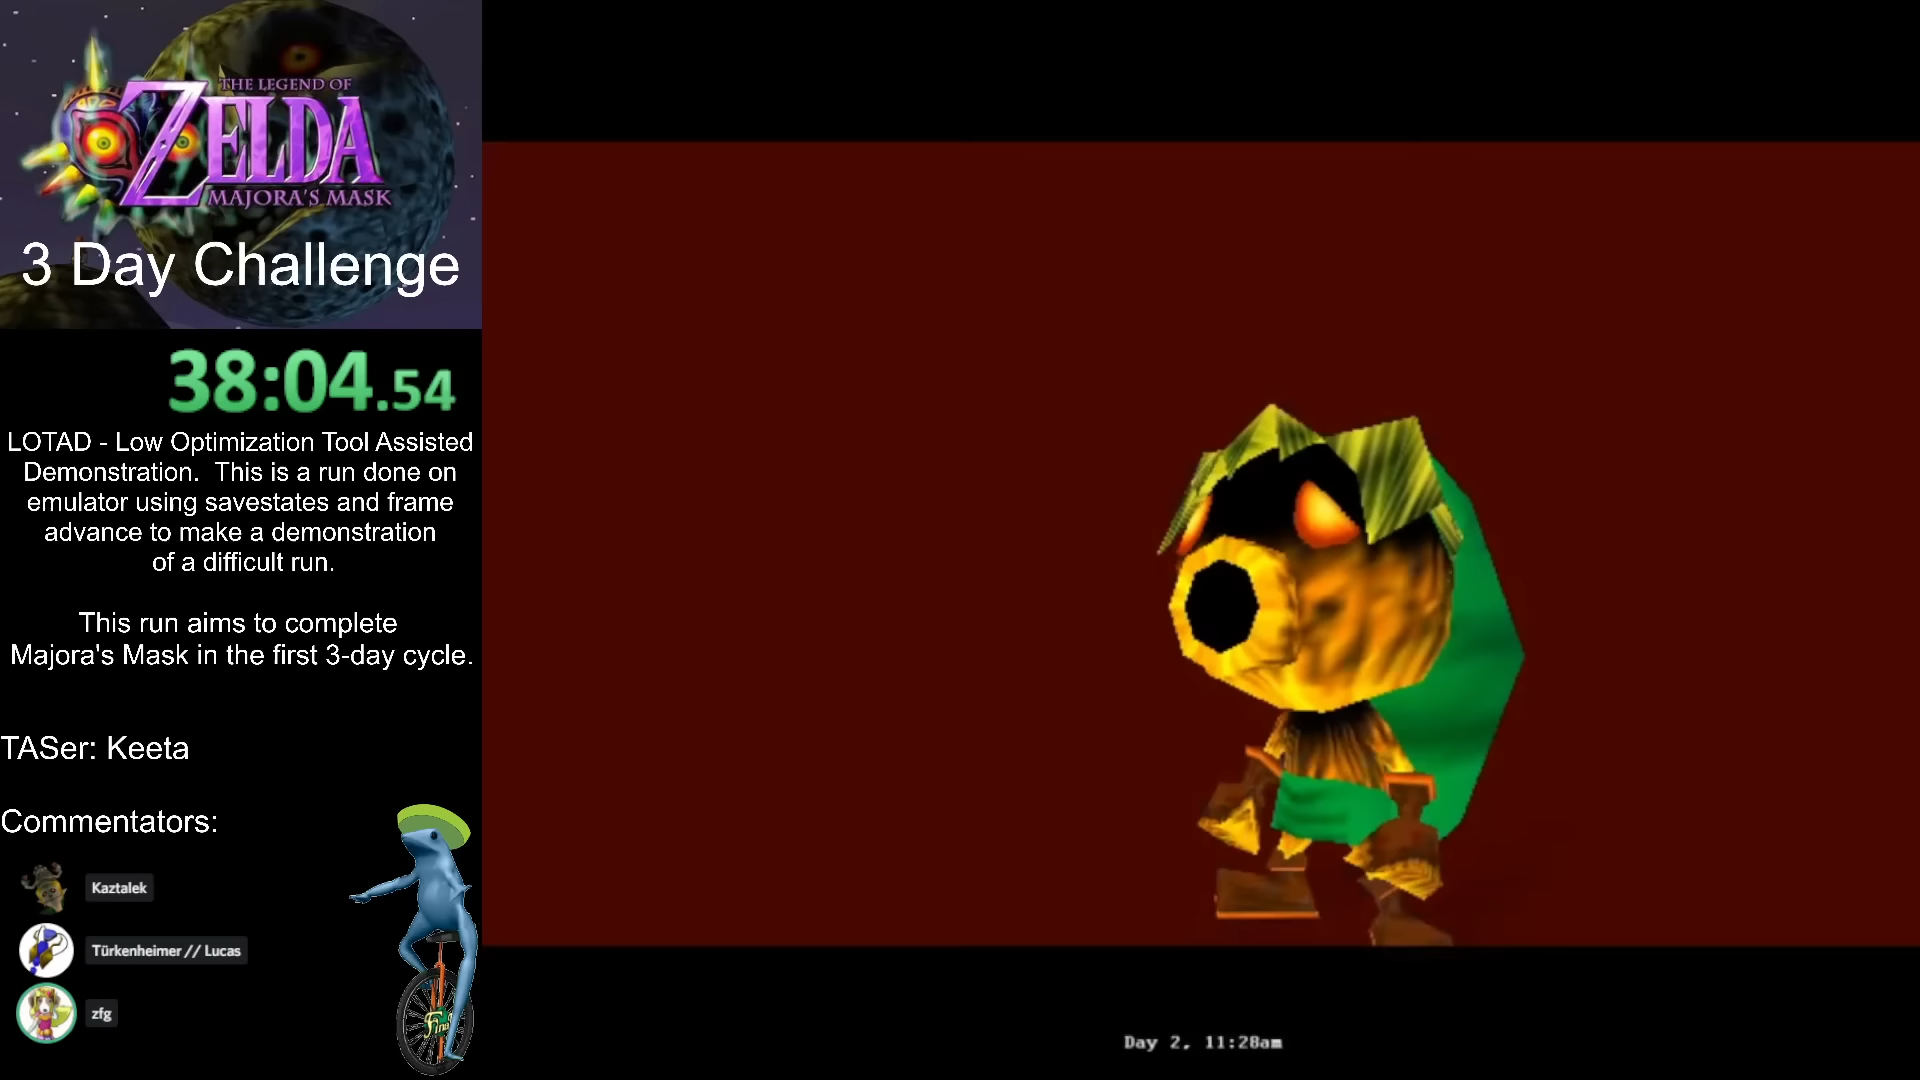 THE LEGEND OF
ZELDA
MAJORA'S MASK
3 Day Challenge
38:04.54
LOTAD - Low Optimization Tool Assisted
Demonstration. This is a run done on
emulator using savestates and frame
advance to make a demonstration
of a difficult run.
This run aims to complete
Majora's Mask in the first 3-day cycle.
TASer: Keeta
Commentators:
Kaztalek
Türkenheimer // Lucas
zfg
Day 2, 11:28am